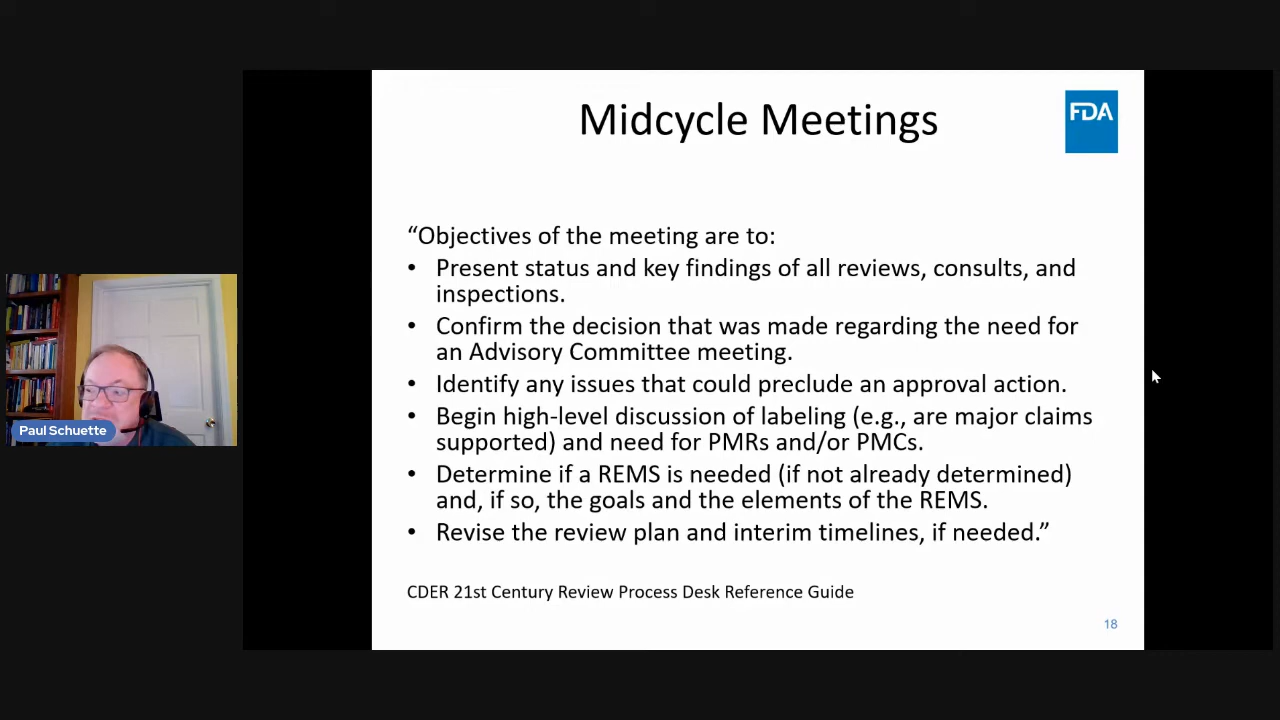 Midcycle Meetings
FDA
“Objectives of the meeting are to:
• Present status and key findings of all reviews, consults, and
inspections.
• Confirm the decision that was made regarding the need for
an Advisory Committee meeting.
• Identify any issues that could preclude an approval action.
• Begin high-level discussion of labeling (e.g., are major claims
supported) and need for PMRs and/or PMCs.
• Determine if a REMS is needed (if not already determined)
and, if so, the goals and the elements of the REMS.
• Revise the review plan and interim timelines, if needed.”
CDER 21st Century Review Process Desk Reference Guide
18
Paul Schuette